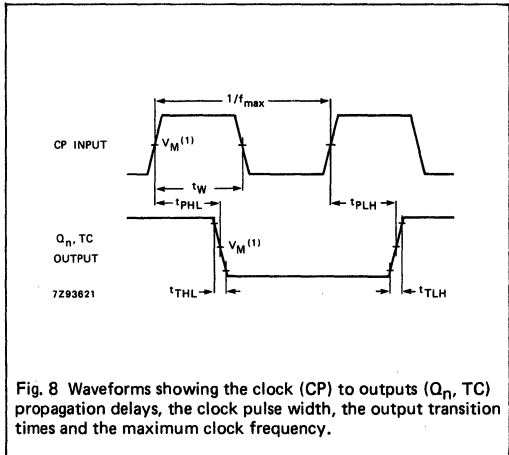 1/fmax
CP INPUT
VM(1)
tW
tPHL
tPLH
Qn, TC
OUTPUT
VM(1)
7Z93621
tTHL
tTLH
Fig. 8 Waveforms showing the clock (CP) to outputs (Qn, TC)
propagation delays, the clock pulse width, the output transition
times and the maximum clock frequency.